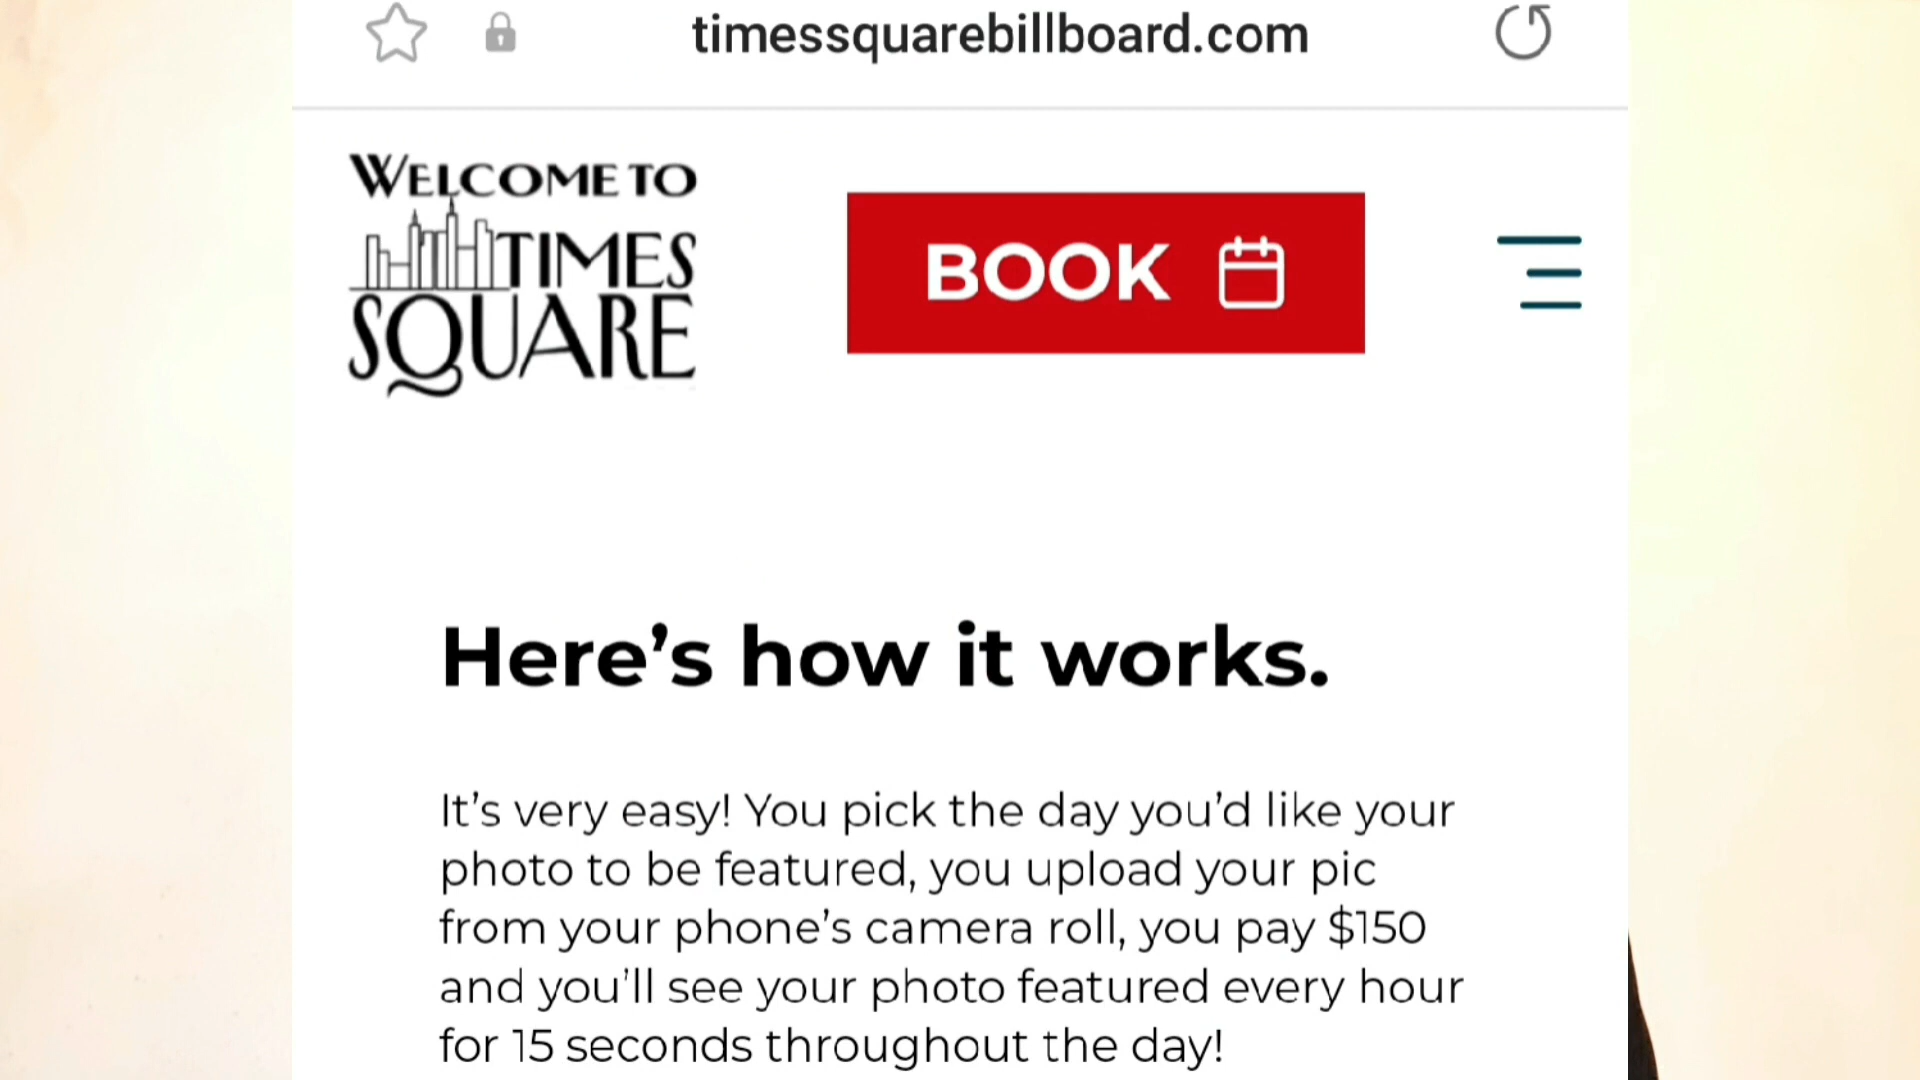 timessquarebillboard.com
WELCOME TO
TIMES
SQUARE
BOOK
Here's how it works.
It's very easy! You pick the day you'd like your
photo to be featured, you upload your pic
from your phone's camera roll, you pay $150
and you'll see your photo featured every hour
for 15 seconds throughout the day!